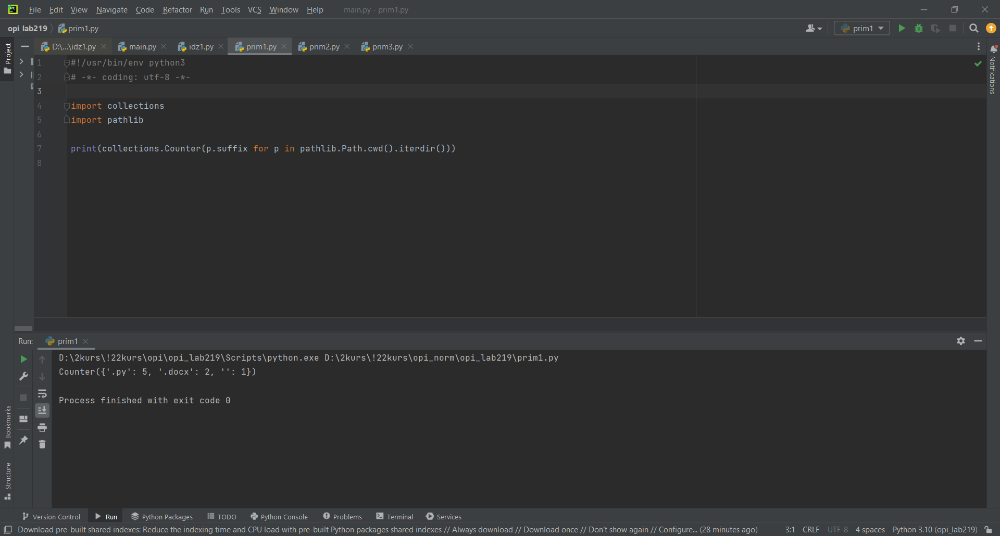 File Edit View Navigate Code Refactor Run Tools VCS Window Help main.py - prim1.py
opi_lab219 prim1.py prim1
D:\...\idz1.py main.py idz1.py prim1.py prim2.py prim3.py
Project
Notifications
1 #!/usr/bin/env python3
2 # -*- coding: utf-8 -*-
3
4 import collections
5 import pathlib
6
7 print(collections.Counter(p.suffix for p in pathlib.Path.cwd().iterdir()))
8
Run: prim1
D:\2kurs\!22kurs\opi\opi_lab219\Scripts\python.exe D:\2kurs\!22kurs\opi_norm\opi_lab219\prim1.py
Counter({'.py': 5, '.docx': 2, '': 1})
Process finished with exit code 0
Bookmarks
Structure
Version Control Run Python Packages TODO Python Console Problems Terminal Services
Download pre-built shared indexes: Reduce the indexing time and CPU load with pre-built Python packages shared indexes // Always download // Download once // Don't show again // Configure... (28 minutes ago) 3:1 CRLF UTF-8 4 spaces Python 3.10 (opi_lab219)